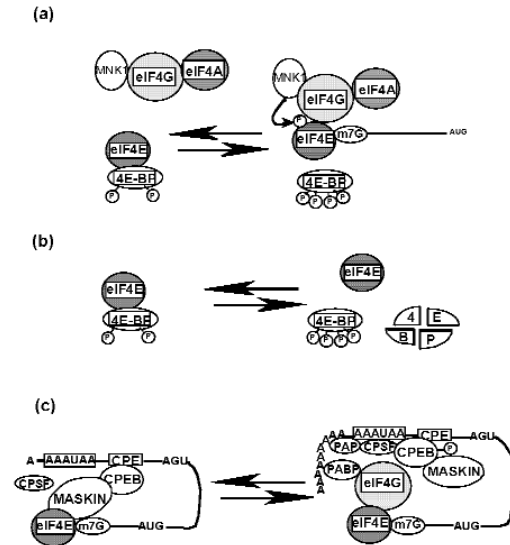 (a)
MNK1 eIF4G eIF4A
eIF4E
4E-BP
P P
MNK1 eIF4G eIF4A
P
eIF4E m7G AUG
4E-BP
P P P P
(b)
eIF4E
4E-BP
P P
eIF4E
4E-BP
P P P P
4 E
B P
(c)
A AAAUAA CPE AGU
CPSF CPEB
MASKIN
eIF4E m7G AUG
A A A AAAUAA CPE AGU
A A A A A A
PAP CPSF CPEB P
PABP MASKIN
eIF4G
eIF4E m7G AUG